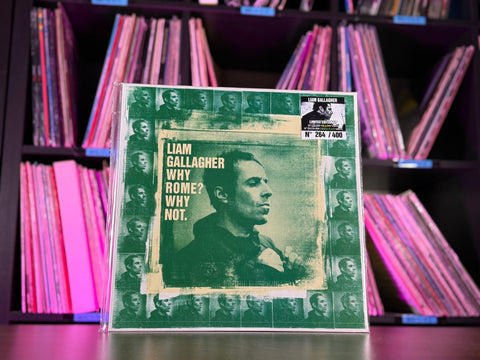 LIAM
GALLAGHER
WHY
ROME?
WHY
NOT.
LIAM GALLAGHER
LIMITED EDITION
N° 264 / 400